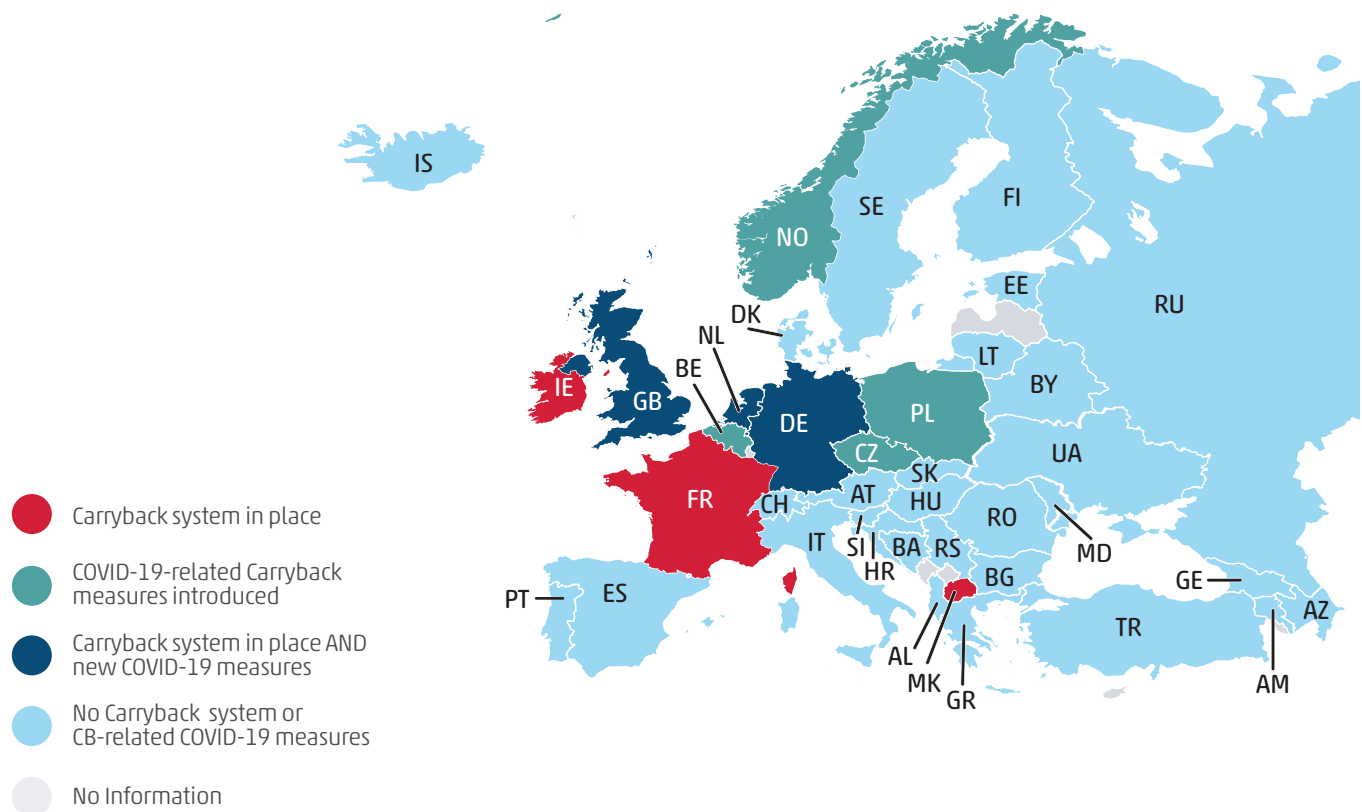 IS
NO
SE
FI
RU
EE
DK
NL
LT
BE
BY
IE
GB
DE
PL
CZ
UA
SK
FR
CH
AT
HU
RO
IT
SI
BA
RS
MD
HR
BG
GE
PT
ES
AZ
TR
AL
MK
GR
AM
Carryback system in place
COVID-19-related Carryback
measures introduced
Carryback system in place AND
new COVID-19 measures
No Carryback system or
CB-related COVID-19 measures
No Information